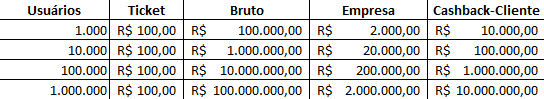 Usuários Ticket Bruto Empresa Cashback-Cliente
1.000 R$ 100,00 R$ 100.000,00 R$ 2.000,00 R$ 10.000,00
10.000 R$ 100,00 R$ 1.000.000,00 R$ 20.000,00 R$ 100.000,00
100.000 R$ 100,00 R$ 10.000.000,00 R$ 200.000,00 R$ 1.000.000,00
1.000.000 R$ 100,00 R$ 100.000.000,00 R$ 2.000.000,00 R$ 10.000.000,00